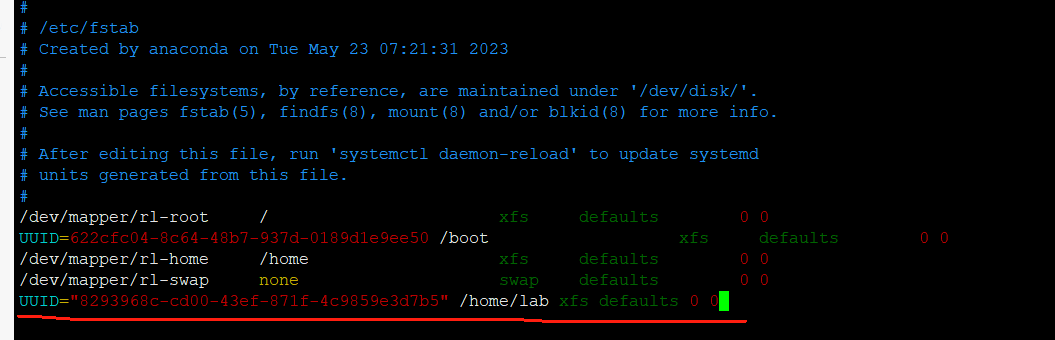 #
# /etc/fstab
# Created by anaconda on Tue May 23 07:21:31 2023
#
# Accessible filesystems, by reference, are maintained under '/dev/disk/'.
# See man pages fstab(5), findfs(8), mount(8) and/or blkid(8) for more info.
#
# After editing this file, run 'systemctl daemon-reload' to update systemd
# units generated from this file.
#
/dev/mapper/rl-root     /                       xfs     defaults        0 0
UUID=622cfc04-8c64-48b7-937d-0189d1e9ee50 /boot                   xfs     defaults        0 0
/dev/mapper/rl-home     /home                   xfs     defaults        0 0
/dev/mapper/rl-swap     none                    swap    defaults        0 0
UUID="8293968c-cd00-43ef-871f-4c9859e3d7b5" /home/lab xfs defaults 0 0